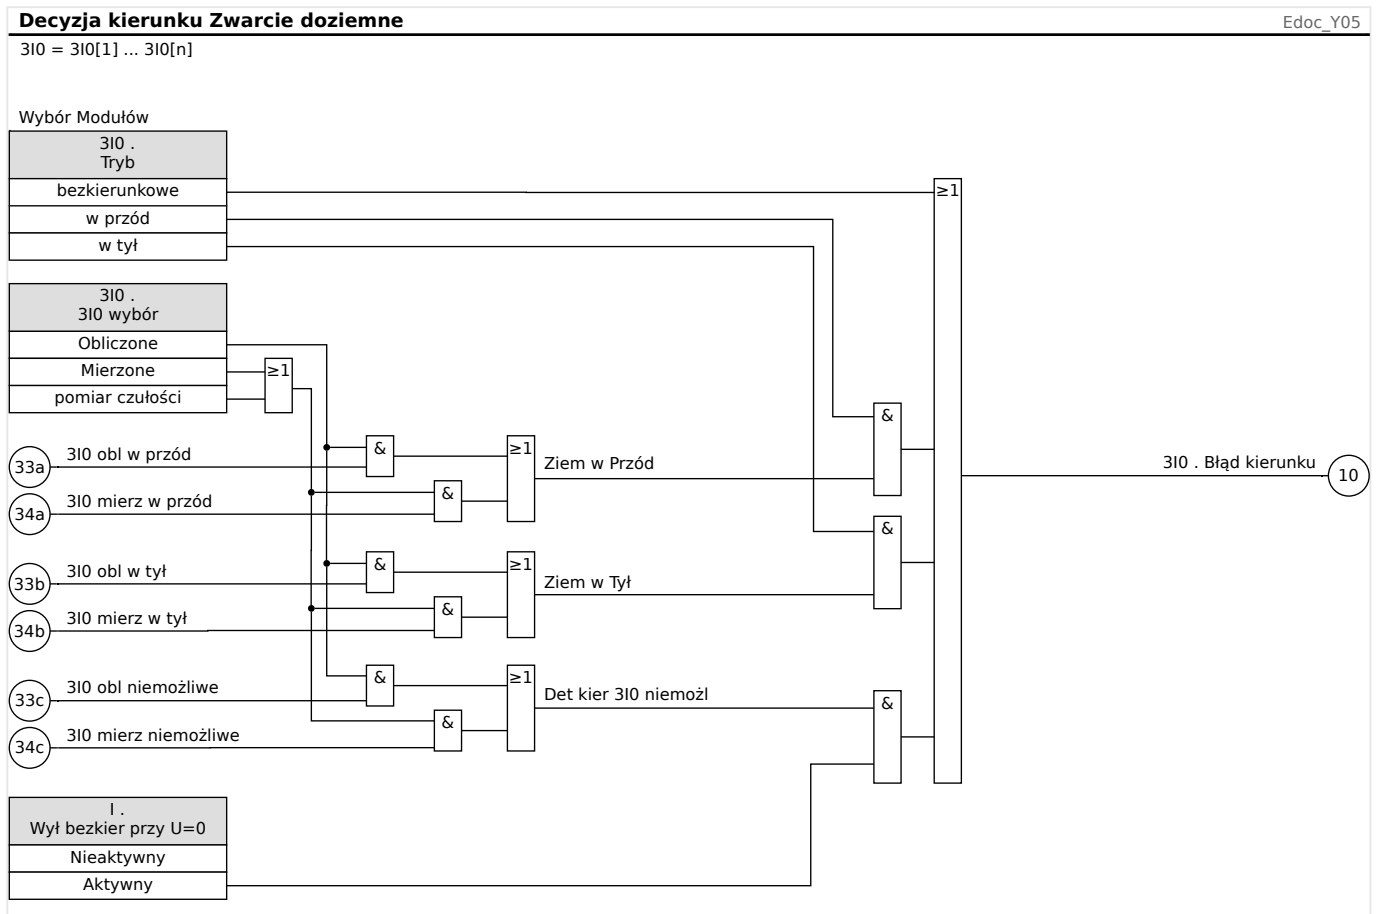 Decyzja kierunku Zwarcie doziemne
Edoc_Y05
3I0 = 3I0[1] ... 3I0[n]
Wybór Modułów
3I0 .
Tryb
bezkierunkowe
w przód
w tył
≥1
3I0 .
3I0 wybór
Obliczone
Mierzone
pomiar czułości
≥1
&
33a
3I0 obl w przód
&
≥1
Ziem w Przód
3I0 . Błąd kierunku
10
34a
3I0 mierz w przód
&
&
33b
3I0 obl w tył
&
≥1
Ziem w Tył
34b
3I0 mierz w tył
&
33c
3I0 obl niemożliwe
&
≥1
Det kier 3I0 niemożl
&
34c
3I0 mierz niemożliwe
&
I .
Wył bezkier przy U=0
Nieaktywny
Aktywny